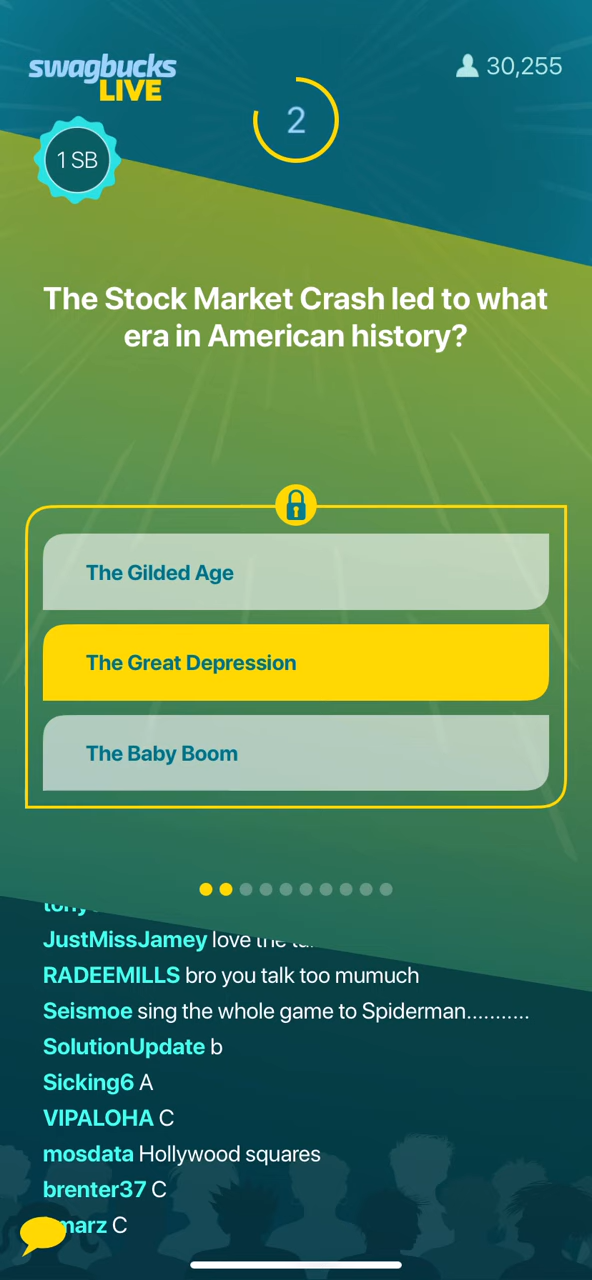 swagbucks
LIVE
30,255
2
1 SB
The Stock Market Crash led to what
era in American history?
The Gilded Age
The Great Depression
The Baby Boom
JustMissJamey love the
RADEEMILLS bro you talk too mumuch
Seismoe sing the whole game to Spiderman..........
SolutionUpdate b
Sicking6 A
VIPALOHA C
mosdata Hollywood squares
brenter37 C
marz C